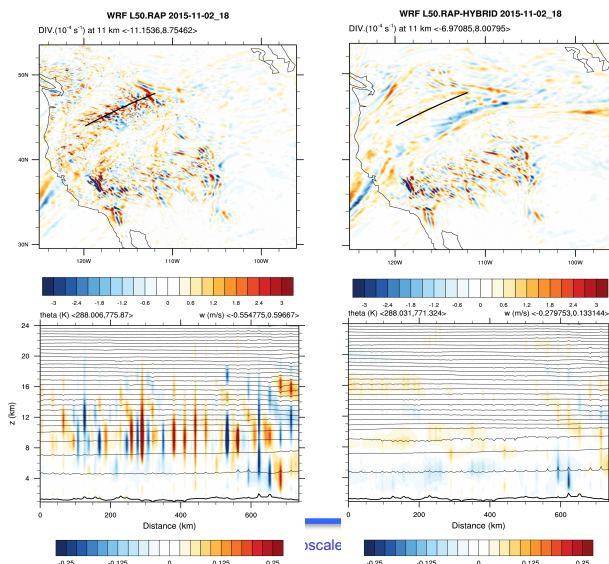 WRF L50.RAP 2015-11-02_18
DIV.(10⁻⁴ s⁻¹) at 11 km <-11.1536,8.75462>
50N
40N
30N
120W 110W 100W
-3 -2.4 -1.8 -1.2 -0.6 0 0.6 1.2 1.8 2.4 3
theta (K) <288.006,775.87> w (m/s) <-0.554775,0.59667>
24
20
16
12
8
4
z (km)
0 200 400 600
Distance (km)
-0.25 -0.125 0 0.125 0.25
WRF L50.RAP-HYBRID 2015-11-02_18
DIV.(10⁻⁴ s⁻¹) at 11 km <-6.97085,8.00795>
120W 110W 100W
-3 -2.4 -1.8 -1.2 -0.6 0 0.6 1.2 1.8 2.4 3
theta (K) <288.031,771.324> w (m/s) <-0.279753,0.133144>
0 200 400 600
Distance (km)
-0.25 -0.125 0 0.125 0.25
oscale